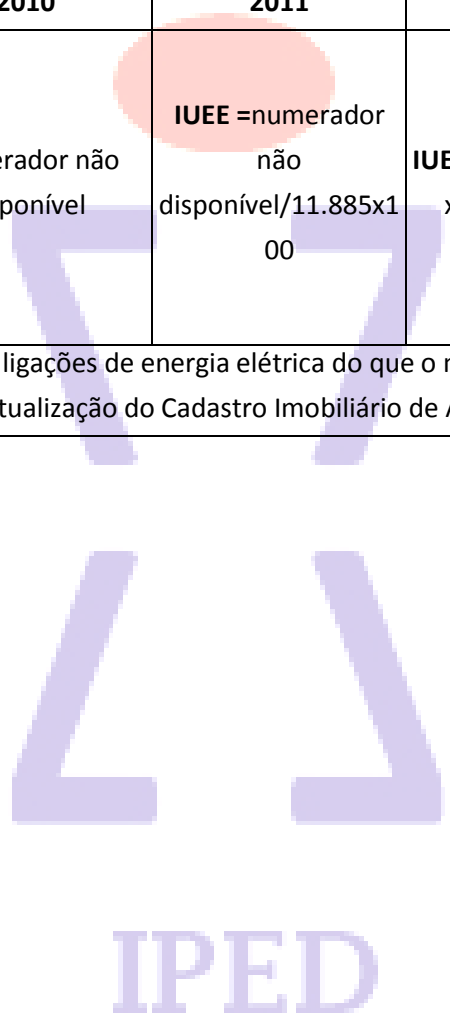 2010 2011
IUEE =numerador
erador não não IUE
ponível disponível/11.885x1 x
00
ligações de energia elétrica do que o
tualização do Cadastro Imobiliário de
IPED